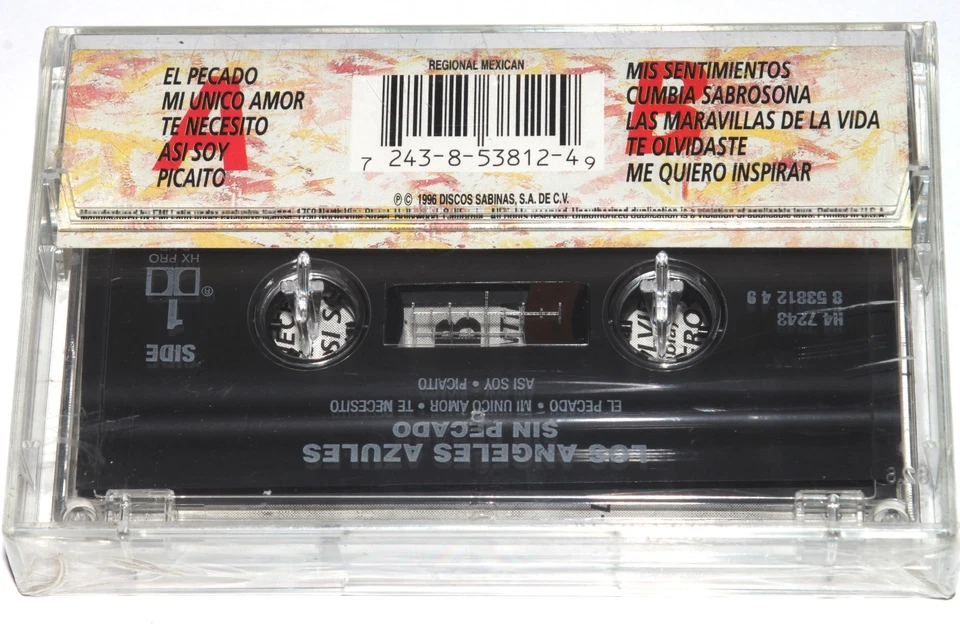 EL PECADO
MI UNICO AMOR
TE NECESITO
ASI SOY
PICAITO
A
REGIONAL MEXICAN
7 243-8-53812-4 9
℗ © 1996 DISCOS SABINAS, S.A. DE C.V.
MIS SENTIMIENTOS
CUMBIA SABROSONA
LAS MARAVILLAS DE LA VIDA
TE OLVIDASTE
ME QUIERO INSPIRAR
B
LOS ANGELES AZULES
SIN PECADO
EL PECADO • MI UNICO AMOR • TE NECESITO
ASI SOY • PICAITO
SIDE
1
®
HX PRO
H4 7243
8 53812 4 9